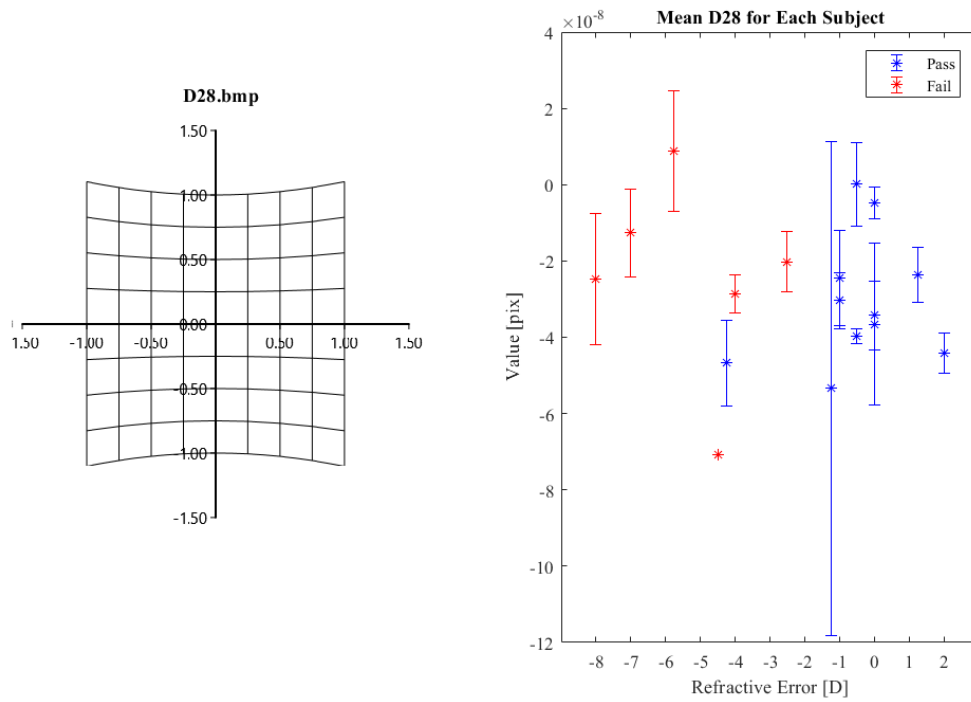 D28.bmp
1.50
1.00
0.50
0.00
1.50 -1.00 -0.50 0.50 1.00 1.50
-0.50
-1.00
-1.50
Mean D28 for Each Subject
×10⁻⁸
Pass
Fail
4
2
0
-2
-4
-6
-8
-10
-12
Value [pix]
-8 -7 -6 -5 -4 -3 -2 -1 0 1 2
Refractive Error [D]